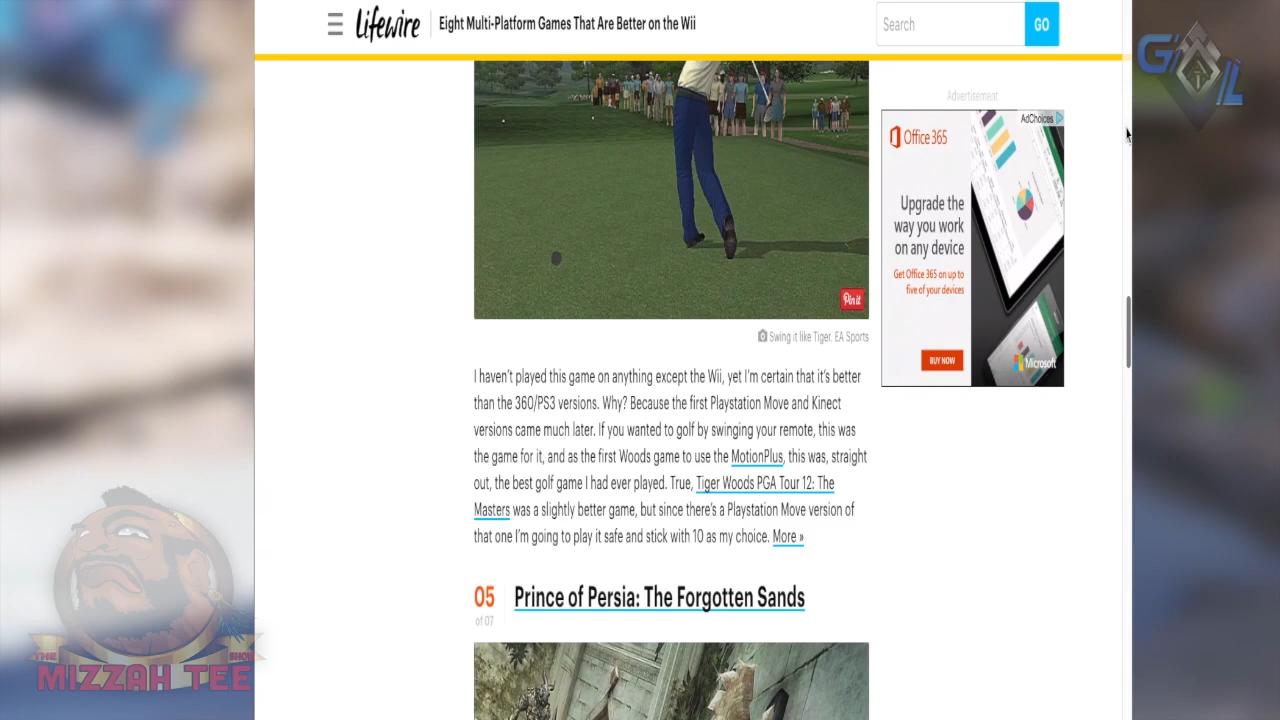 lifewire
Eight Multi-Platform Games That Are Better on the Wii
Search
GO
Advertisement
AdChoices
Office 365
Upgrade the
way you work
on any device
Get Office 365 on up to
five of your devices
BUY NOW
Microsoft
Pin it
Swing it like Tiger. EA Sports
I haven't played this game on anything except the Wii, yet I'm certain that it's better
than the 360/PS3 versions. Why? Because the first Playstation Move and Kinect
versions came much later. If you wanted to golf by swinging your remote, this was
the game for it, and as the first Woods game to use the MotionPlus, this was, straight
out, the best golf game I had ever played. True, Tiger Woods PGA Tour 12: The
Masters was a slightly better game, but since there's a Playstation Move version of
that one I'm going to play it safe and stick with 10 as my choice. More »
05
of 07
Prince of Persia: The Forgotten Sands
THE
SHOW
MIZZAH TEE